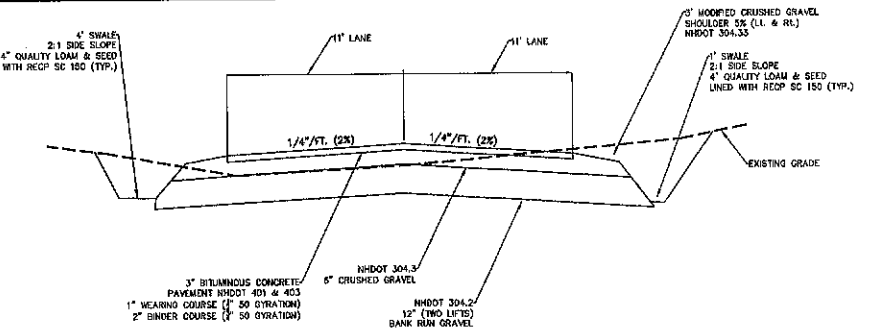 4' SWALE
2:1 SIDE SLOPE
4" QUALITY LOAM & SEED
WITH RECP SC 150 (TYP.)
11' LANE
11' LANE
3' MODIFIED CRUSHED GRAVEL
SHOULDER 5% (Lt. & Rt.)
NHDOT 304.33
1' SWALE
2:1 SIDE SLOPE
4" QUALITY LOAM & SEED
LINED WITH RECP SC 150 (TYP.)
1/4"/FT. (2%)
1/4"/FT. (2%)
EXISTING GRADE
3" BITUMINOUS CONCRETE
PAVEMENT NHDOT 401 & 403
1" WEARING COURSE ( 50 GYRATION)
2" BINDER COURSE ( 50 GYRATION)
NHDOT 304.3
6" CRUSHED GRAVEL
NHDOT 304.2
12" (TWO LIFTS)
BANK RUN GRAVEL